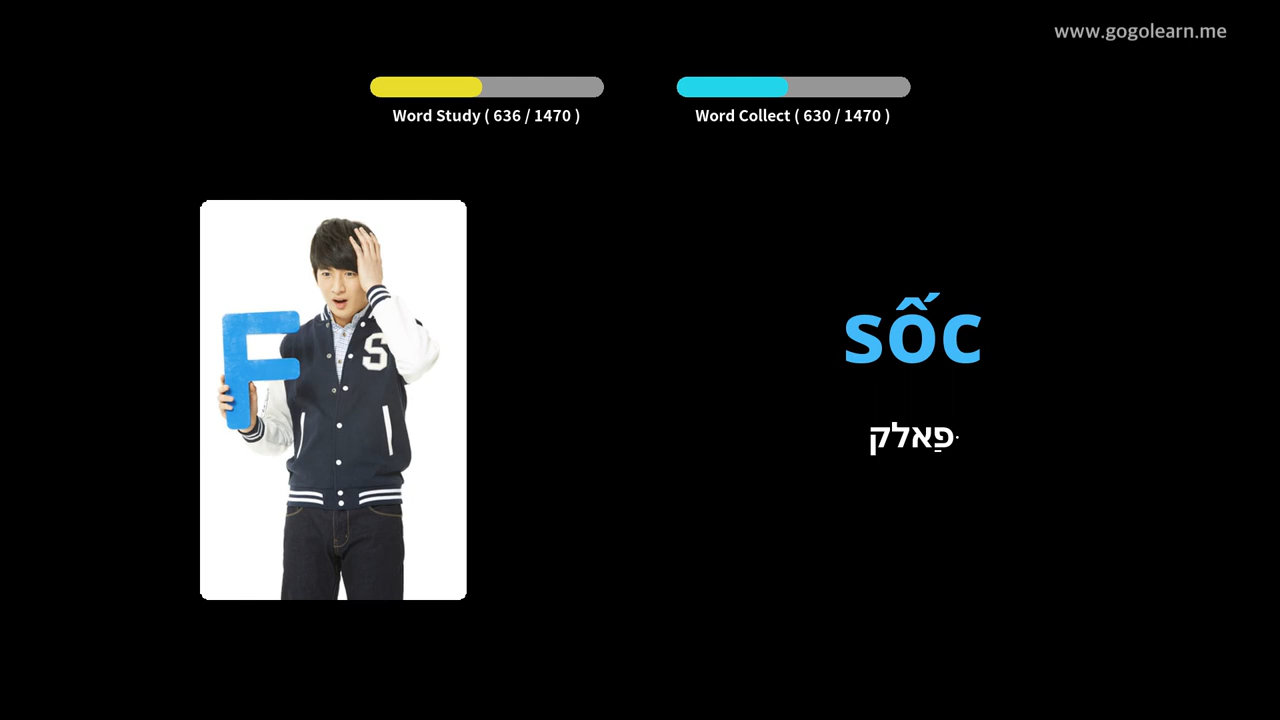 www.gogolearn.me
Word Study ( 636 / 1470 )
Word Collect ( 630 / 1470 )
F
S
sốc
פַּאלק